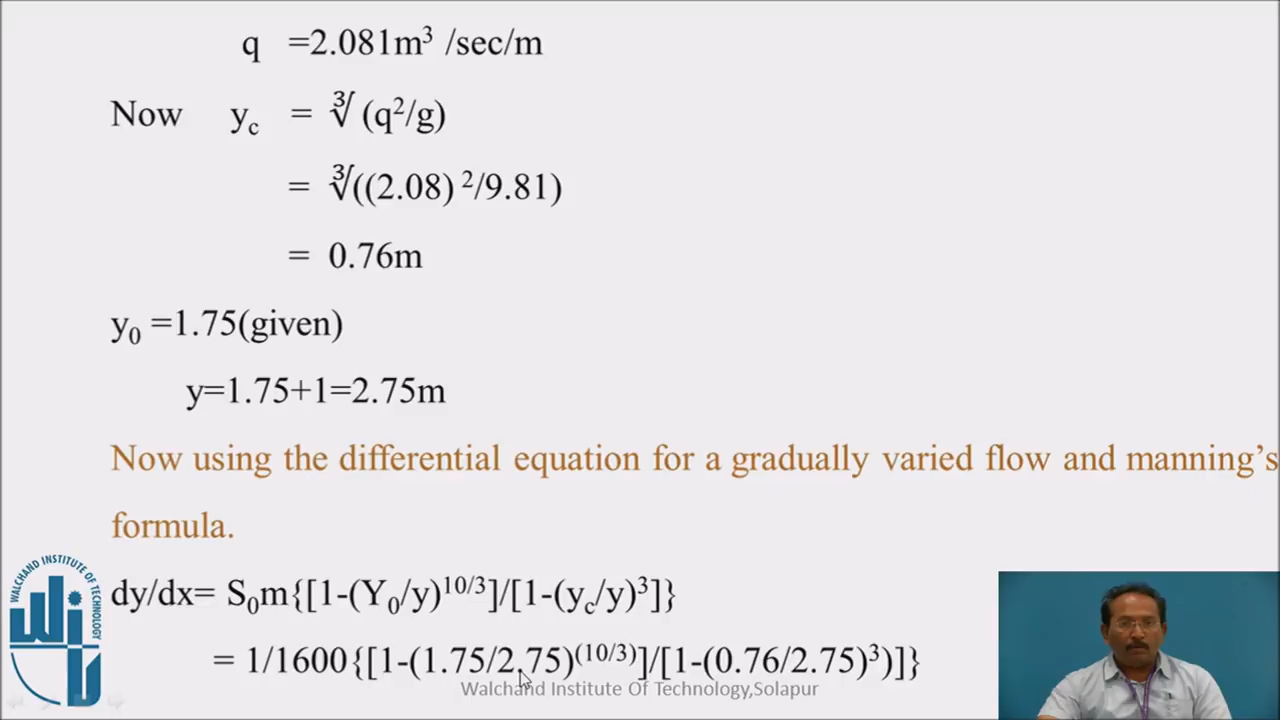 q =2.081m³ /sec/m
Now y_c = ∛ (q²/g)
= ∛((2.08) ²/9.81)
= 0.76m
y₀ =1.75(given)
y=1.75+1=2.75m
Now using the differential equation for a gradually varied flow and manning’s
formula.
dy/dx= S₀m{[1-(Y₀/y)^10/3]/[1-(y_c/y)³]}
= 1/1600{[1-(1.75/2.75)^(10/3)]/[1-(0.76/2.75)³)]}
WALCHAND INSTITUTE OF TECHNOLOGY
Walchand Institute Of Technology,Solapur